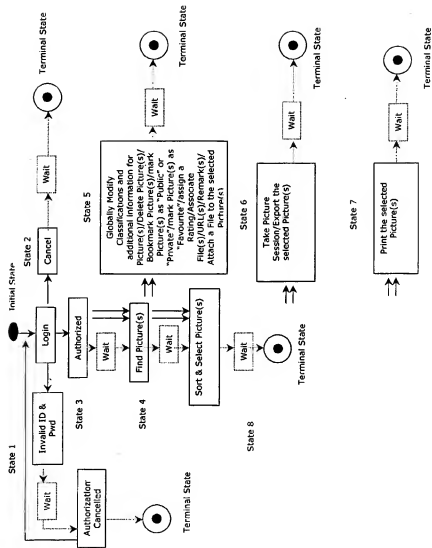 Initial State
State 1
Login
State 2
Cancel
Wait
Terminal State
Invalid ID &
Pwd
Wait
Authorization
Cancelled
Terminal State
State 3
Authorized
Wait
State 4
Find Picture(s)
Wait
Sort & Select Picture(s)
State 8
Wait
Terminal State
State 5
Globally Modify
Classifications and
additional information for
Picture(s)/Delete Picture(s)/
Bookmark Picture(s)/mark
Picture(s) as "Public" or
"Private"/mark Picture(s) as
"Favourite"/assign a
Rating/Associate
File(s)/URL(s)/Remark(s)/
Attach a File to the selected
Picture(s)
Wait
Terminal State
State 6
Take Picture
Session/Export the
selected Picture(s)
Wait
Terminal State
State 7
Print the selected
Picture(s)
Wait
Terminal State